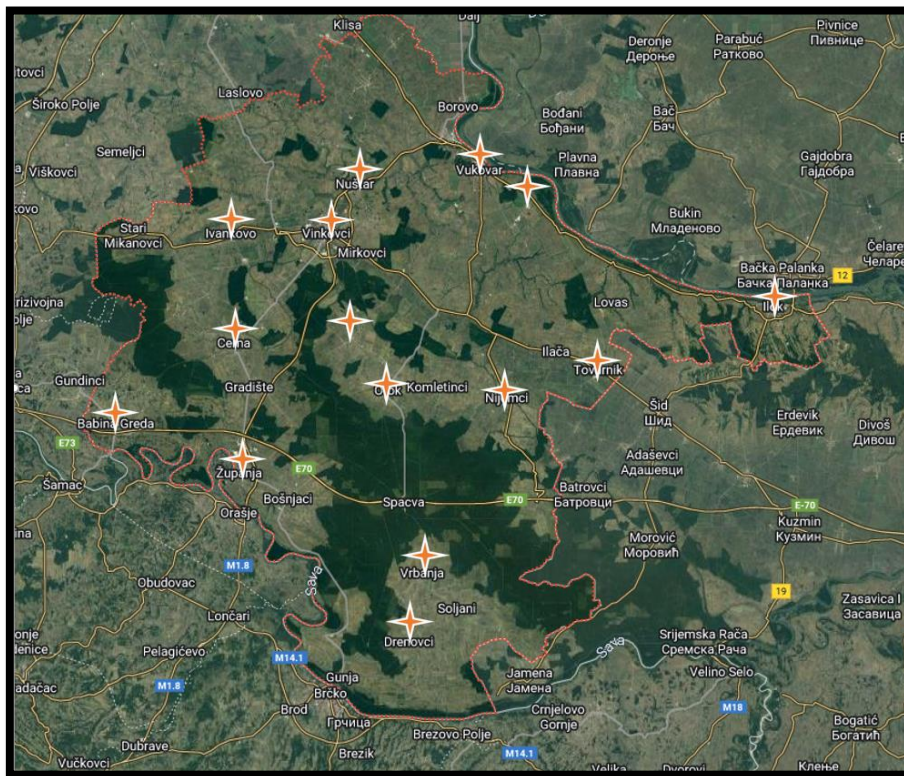 Klisa
Dalj
Pivnice
Пивнице
Deronje
Дероње
Parabuć
Ратково
Široko Polje
Laslovo
Borovo
Bođani
Бођани
Bač
Бач
Semeljci
Viškovci
Nuštar
Vukovar
Plavna
Плавна
Gajdobra
Гајдобра
Stari
Mikanovci
Ivankovo
Vinkovci
Mirkovci
Bukin
Младеново
Bačka Palanka
Бачка Паланка
12
Ilok
Lovas
Cerna
Ilača
Tovarnik
Gundinci
Gradište
Otok
Komletinci
Nijemci
Babina Greda
Šid
Шид
Erdevik
Ердевик
Divoš
Дивош
E73
Županja
E70
Adaševci
Адашевци
Šamac
Bošnjaci
Spacva
E70
Batrovci
Батровци
E-70
Orašje
Kuzmin
Кузмин
Morović
Моровић
M1.8
Vrbanja
Obudovac
Sava
19
Zasavica I
Засавица
Lončari
Soljani
Drenovci
Pelagićevo
M14.1
Sava
Srijemska Rača
Сремска Рача
Velino Selo
M1.8
Gunja
Brčko
Brod
Грчица
Jamena
Јамена
Crnjelovo
Gornje
M18
Bogatić
Богатић
Dubrave
Brezovo Polje
Brezik
M14.1
Vučkovci
Velika
Dvorovi
Клење